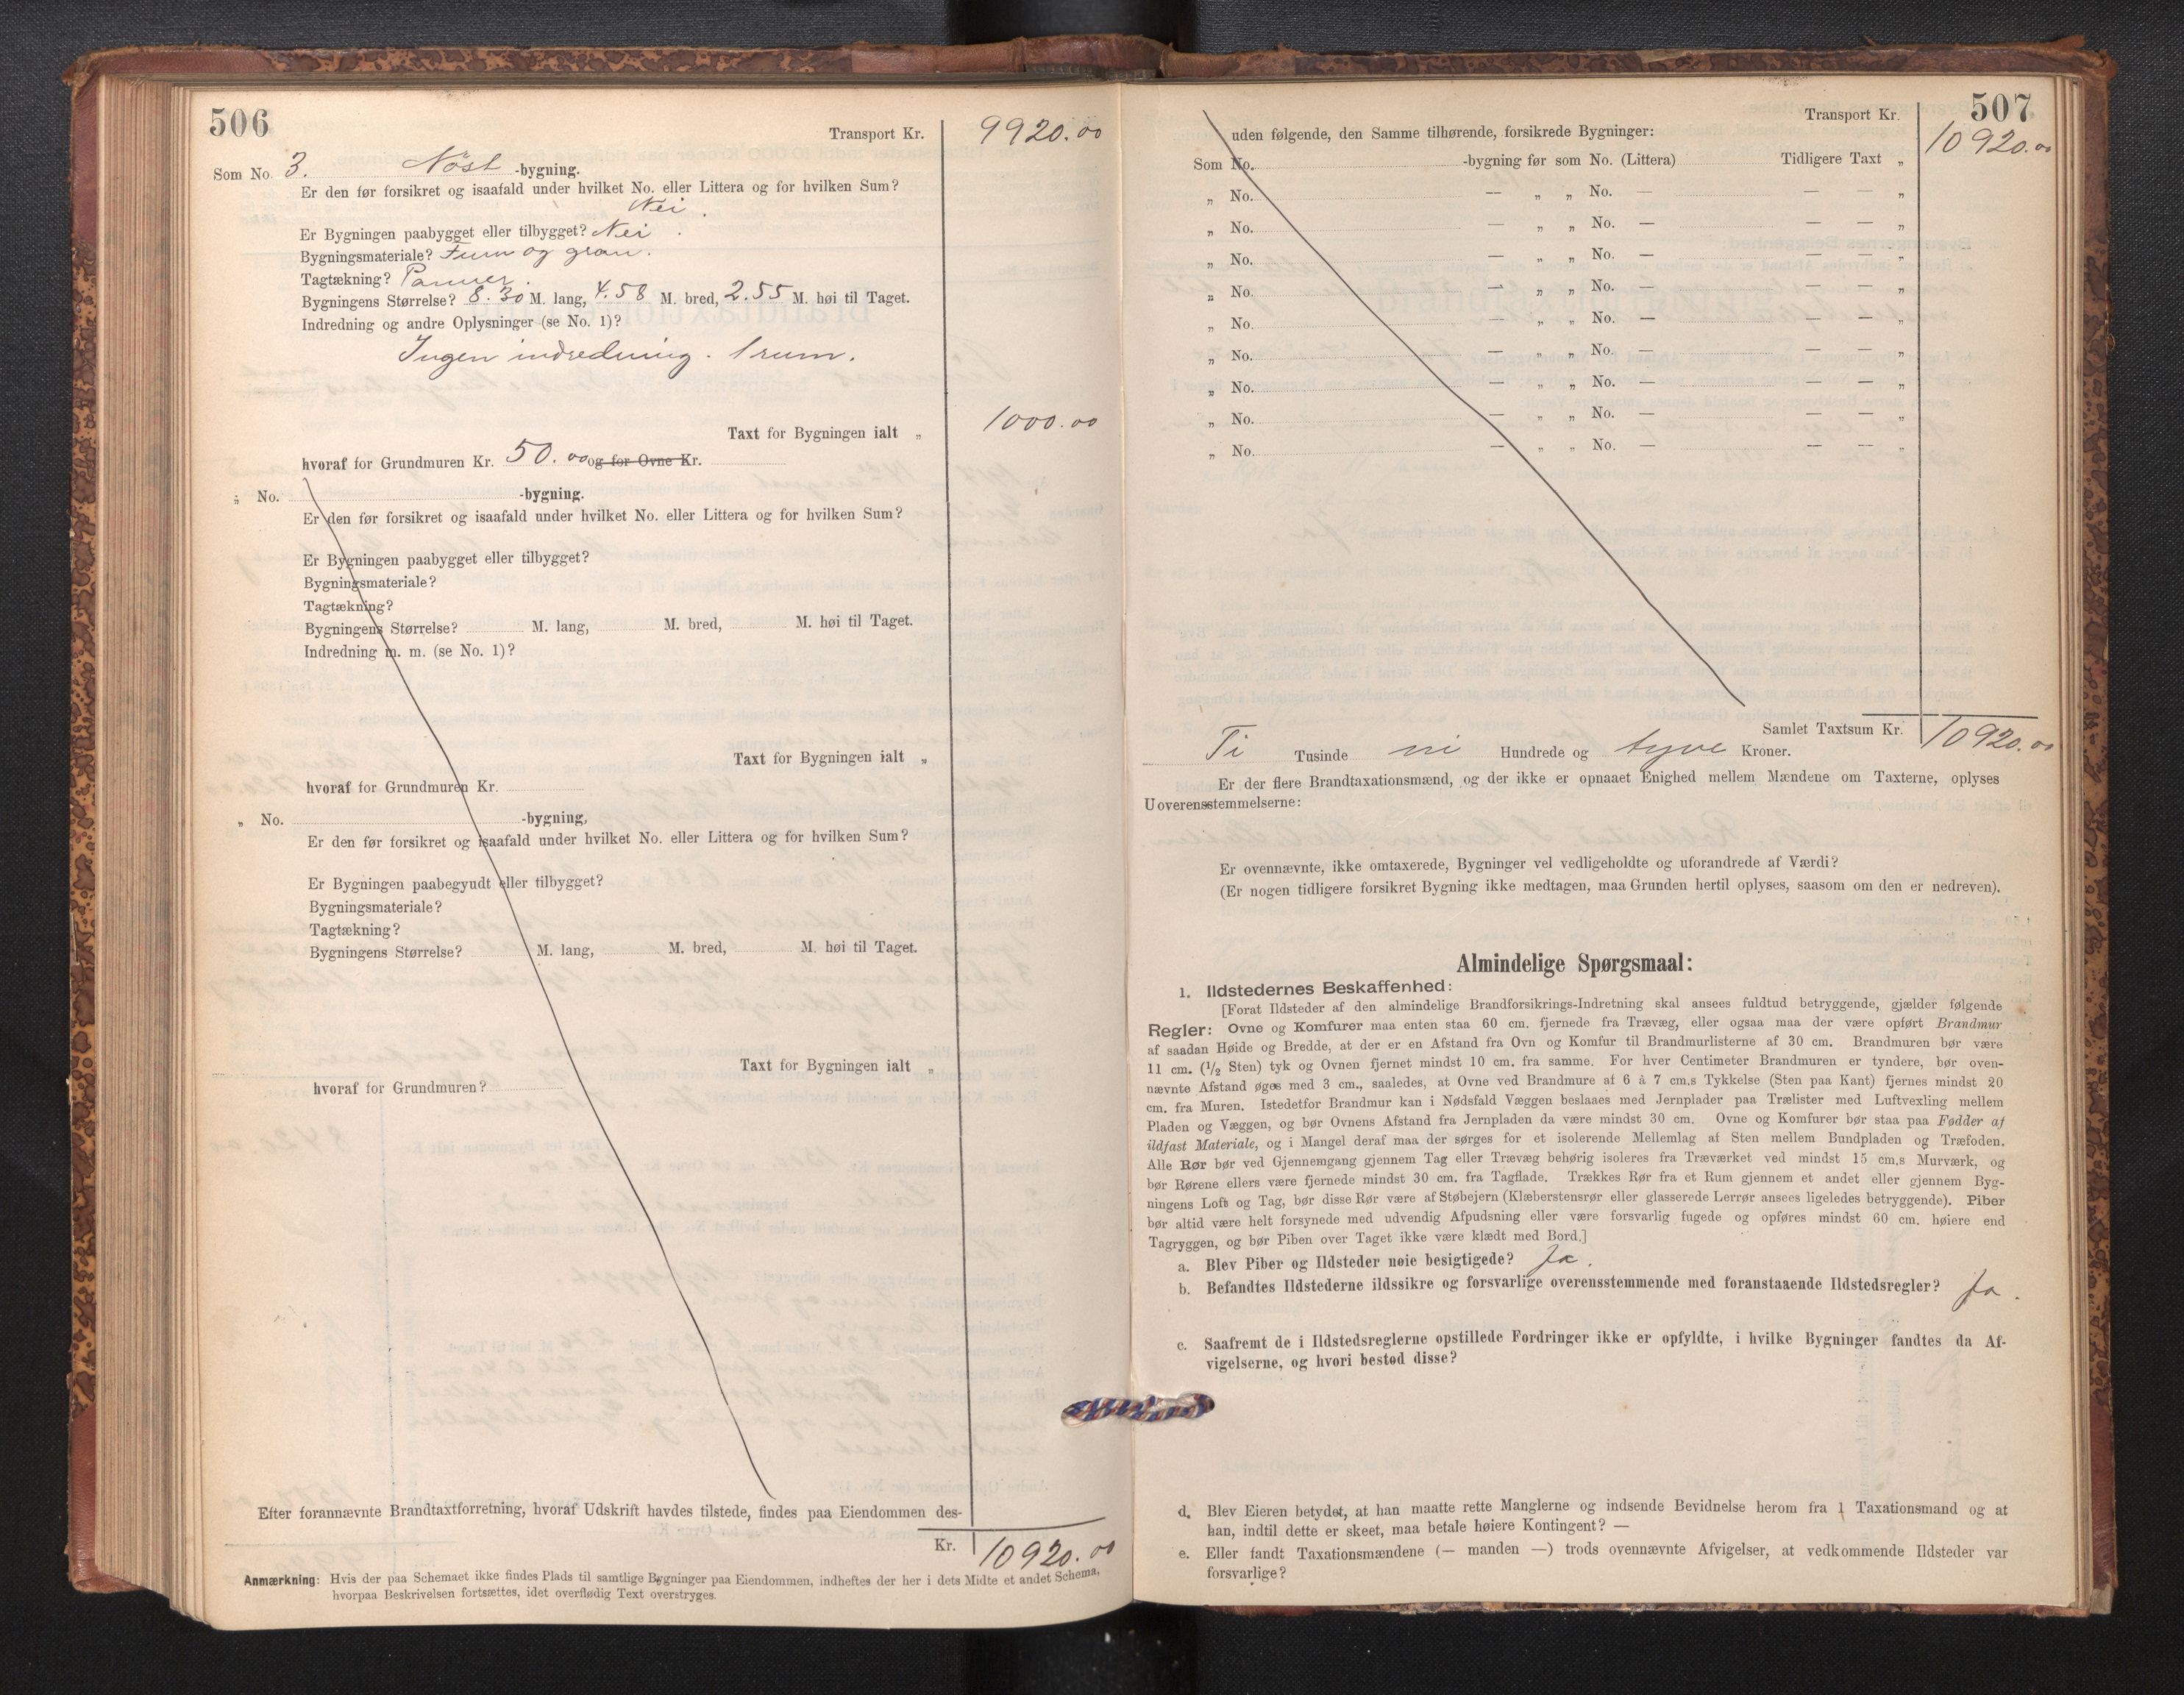 506
Transport Kr. 9920.00
Som No. 3. Nöst -bygning.
Er den før forsikret og isaafald under hvilket No. eller Littera og for hvilken Sum?
Nei.
Er Bygningen paabygget eller tilbygget? Nei.
Bygningsmateriale? Furu og gran.
Tagtækning? Panner.
Bygningens Størrelse? 8.30 M. lang, 4.58 M. bred, 2.55 M. høi til Taget.
Indredning og andre Oplysninger (se No. 1)?
Ingen indredning. 1 rum.
Taxt for Bygningen ialt „ 1000.00
hvoraf for Grundmuren Kr. 50.00 og for Ovne Kr.
„ No. -bygning.
Er den før forsikret og isaafald under hvilket No. eller Littera og for hvilken Sum?
Er Bygningen paabygget eller tilbygget?
Bygningsmateriale?
Tagtækning?
Bygningens Størrelse? M. lang, M. bred, M. høi til Taget.
Indredning m. m. (se No. 1)?
Taxt for Bygningen ialt „
hvoraf for Grundmuren Kr.
„ No. -bygning,
Er den før forsikret og isaafald under hvilket No. eller Littera og for hvilken Sum?
Er Bygningen paabegyudt eller tilbygget?
Bygningsmateriale?
Tagtækning?
Bygningens Størrelse? M. lang, M. bred, M. høi til Taget.
Taxt for Bygningen ialt „
hvoraf for Grundmuren?
Efter forannævnte Brandtaxtforretning, hvoraf Udskrift havdes tilstede, findes paa Eiendommen des-
Kr. 10920.00
Anmærkning: Hvis der paa Schemaet ikke findes Plads til samtlige Bygninger paa Eiendommen, indheftes der her i dets Midte et andet Schema,
hvorpaa Beskrivelsen fortsættes, idet overflødig Text overstryges.
507
Transport Kr. 10920.00
uden følgende, den Samme tilhørende, forsikrede Bygninger:
Som No. -bygning før som No. (Littera) Tidligere Taxt „
„ No. — „ „ No. — — — „
„ No. — „ „ No. — — — „
„ No. — „ „ No. — — — „
„ No. — „ „ No. — — — „
„ No. — „ „ No. — — — „
„ No. — „ „ No. — — — „
„ No. — „ „ No. — — — „
„ No. — „ „ No. — — — „
„ No. — „ „ No. — — — „
Samlet Taxtsum Kr. 10920.00
Ti Tusinde ni Hundrede og tyve Kroner.
Er der flere Brandtaxationsmænd, og der ikke er opnaaet Enighed mellem Mændene om Taxterne, oplyses
Uoverensstemmelserne:
Er ovennævnte, ikke omtaxerede, Bygninger vel vedligeholdte og uforandrede af Værdi?
(Er nogen tidligere forsikret Bygning ikke medtagen, maa Grunden hertil oplyses, saasom om den er nedreven).
Almindelige Spørgsmaal:
1. Ildstedernes Beskaffenhed:
[Forat Ildsteder af den almindelige Brandforsikrings-Indretning skal ansees fuldtud betryggende, gjælder følgende
Regler: Ovne og Komfurer maa enten staa 60 cm. fjernede fra Trævæg, eller ogsaa maa der være opført Brandmur
af saadan Høide og Bredde, at der er en Afstand fra Ovn og Komfur til Brandmurlisterne af 30 cm. Brandmuren bør være
11 cm. (1/2 Sten) tyk og Ovnen fjernet mindst 10 cm. fra samme. For hver Centimeter Brandmuren er tyndere, bør oven-
nævnte Afstand øges med 3 cm., saaledes, at Ovne ved Brandmure af 6 à 7 cm.s Tykkelse (Sten paa Kant) fjernes mindst 20
cm. fra Muren. Istedetfor Brandmur kan i Nødsfald Væggen beslaaes med Jernplader paa Trælister med Luftvexling mellem
Pladen og Væggen, og bør Ovnens Afstand fra Jernpladen da være mindst 30 cm. Ovne og Komfurer bør staa paa Fødder af
ildfast Materiale, og i Mangel deraf maa der sørges for et isolerende Mellemlag af Sten mellem Bundpladen og Træfoden.
Alle Rør bør ved Gjennemgang gjennem Tag eller Trævæg behørig isoleres fra Træværket ved mindst 15 cm.s Murværk, og
bør Rørene ellers være fjernede mindst 30 cm. fra Tagflade. Trækkes Rør fra et Rum gjennem et andet eller gjennem Byg-
ningens Loft og Tag, bør disse Rør være af Støbejern (Klæberstensrør eller glasserede Lerrør ansees ligeledes betryggende). Piber
bør altid være helt forsynede med udvendig Afpudsning eller være forsvarlig fugede og opføres mindst 60 cm. høiere end
Tagryggen, og bør Piben over Taget ikke være klædt med Bord.]
a. Blev Piber og Ildsteder nøie besigtigede? Ja.
b. Befandtes Ildstederne ildssikre og forsvarlige overensstemmende med foranstaaende Ildstedsregler? Ja.
c. Saafremt de i Ildstedsreglerne opstillede Fordringer ikke er opfyldte, i hvilke Bygninger fandtes da Af-
vigelserne, og hvori bestod disse?
d. Blev Eieren betydet, at han maatte rette Manglerne og indsende Bevidnelse herom fra 1 Taxationsmand og at
han, indtil dette er skeet, maa betale høiere Kontingent? —
e. Eller fandt Taxationsmændene (— manden —) trods ovennævnte Afvigelser, at vedkommende Ildsteder var
forsvarlige?